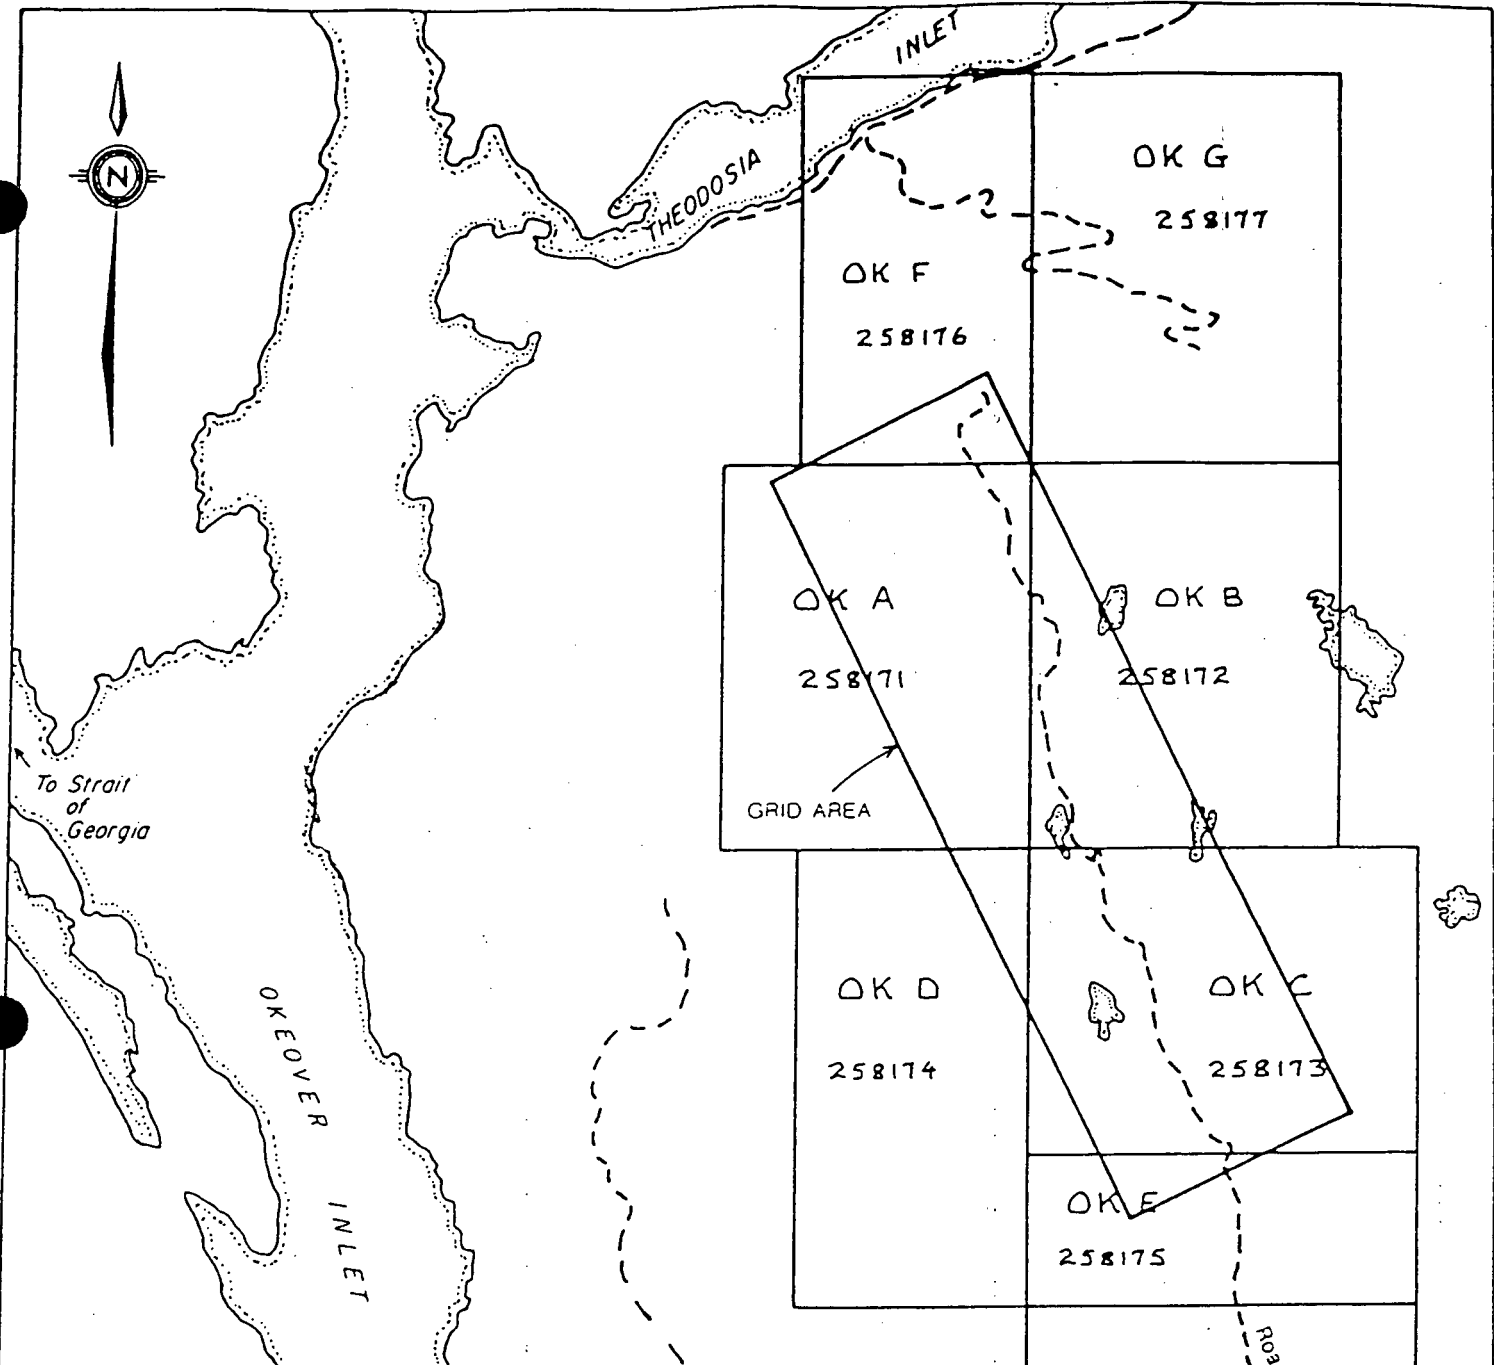 INLET
N
THEODOSIA
OK G
258177
OK F
258176
OK A
258171
OK B
258172
To Strait
of
Georgia
GRID AREA
OK D
258174
OK C
258173
OKEOVER
INLET
OK E
258175
Roa